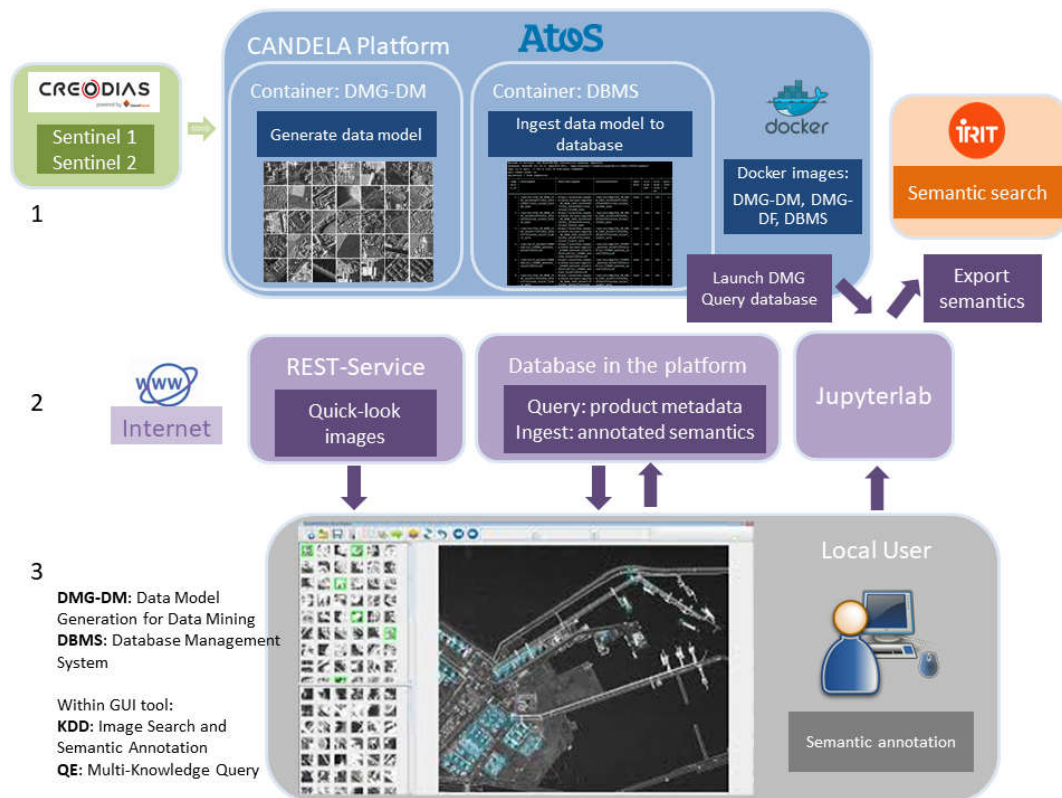 CANDELA Platform
Atos
CREODIAS
powered by
Sentinel 1
Sentinel 2
Container: DMG-DM
Generate data model
Container: DBMS
Ingest data model to
database
docker
Docker images:
DMG-DM, DMG-
DF, DBMS
IRIT
Semantic search
1
Launch DMG
Query database
Export
semantics
2
www
Internet
REST-Service
Quick-look
images
Database in the platform
Query: product metadata
Ingest: annotated semantics
Jupyterlab
3
DMG-DM: Data Model
Generation for Data Mining
DBMS: Database Management
System
Within GUI tool:
KDD: Image Search and
Semantic Annotation
QE: Multi-Knowledge Query
Local User
Semantic annotation